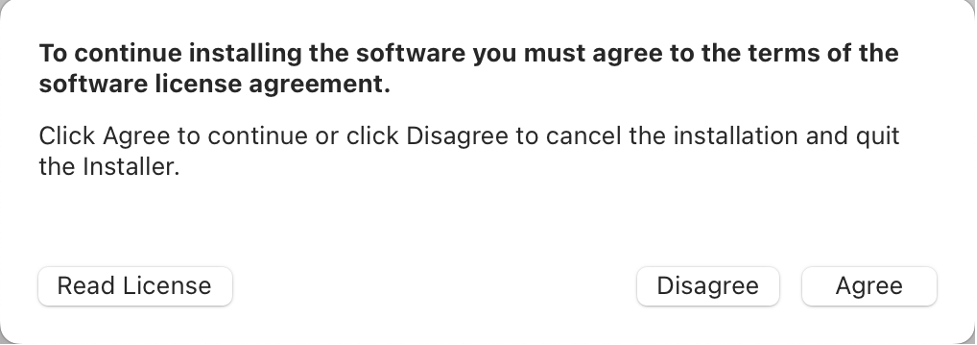 To continue installing the software you must agree to the terms of the
software license agreement.
Click Agree to continue or click Disagree to cancel the installation and quit
the Installer.
Read License
Disagree
Agree